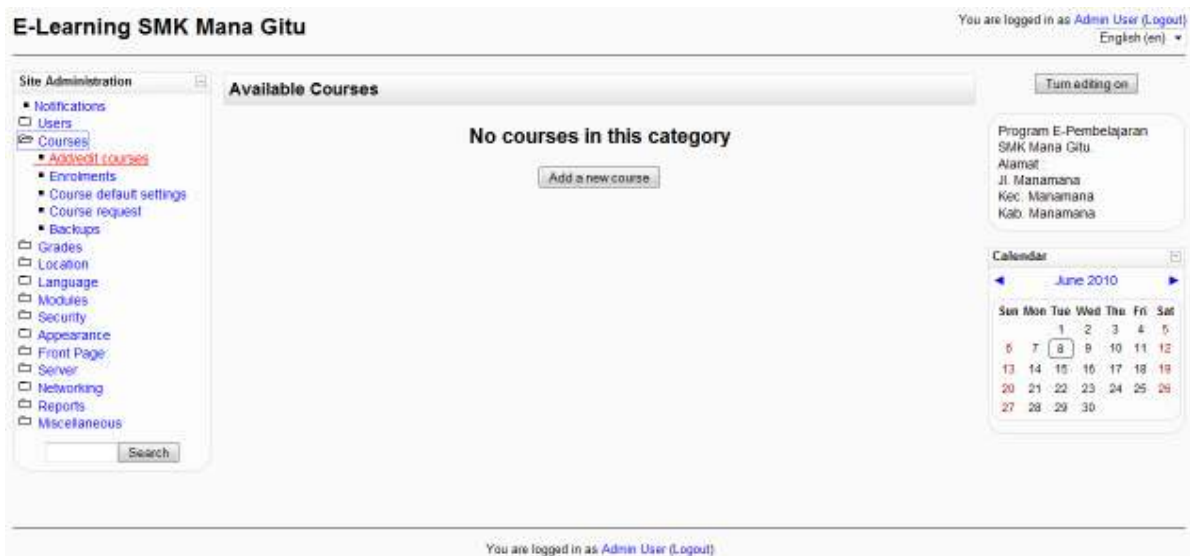 E-Learning SMK Mana Gitu
You are logged in as Admin User (Logout)
English (en)
Site Administration
Notifications
Users
Courses
Add/edit courses
Enrolments
Course default settings
Course request
Backups
Grades
Location
Language
Modules
Security
Appearance
Front Page
Server
Networking
Reports
Miscellaneous
Search
Available Courses
No courses in this category
Add a new course
Turn editing on
Program E-Pembelajaran
SMK Mana Gitu
Alamat
Jl. Manamana
Kec. Manamana
Kab. Manamana
Calendar
June 2010
Sun Mon Tue Wed Thu Fri Sat
1 2 3 4 5
6 7 8 9 10 11 12
13 14 15 16 17 18 19
20 21 22 23 24 25 26
27 28 29 30
You are logged in as Admin User (Logout)